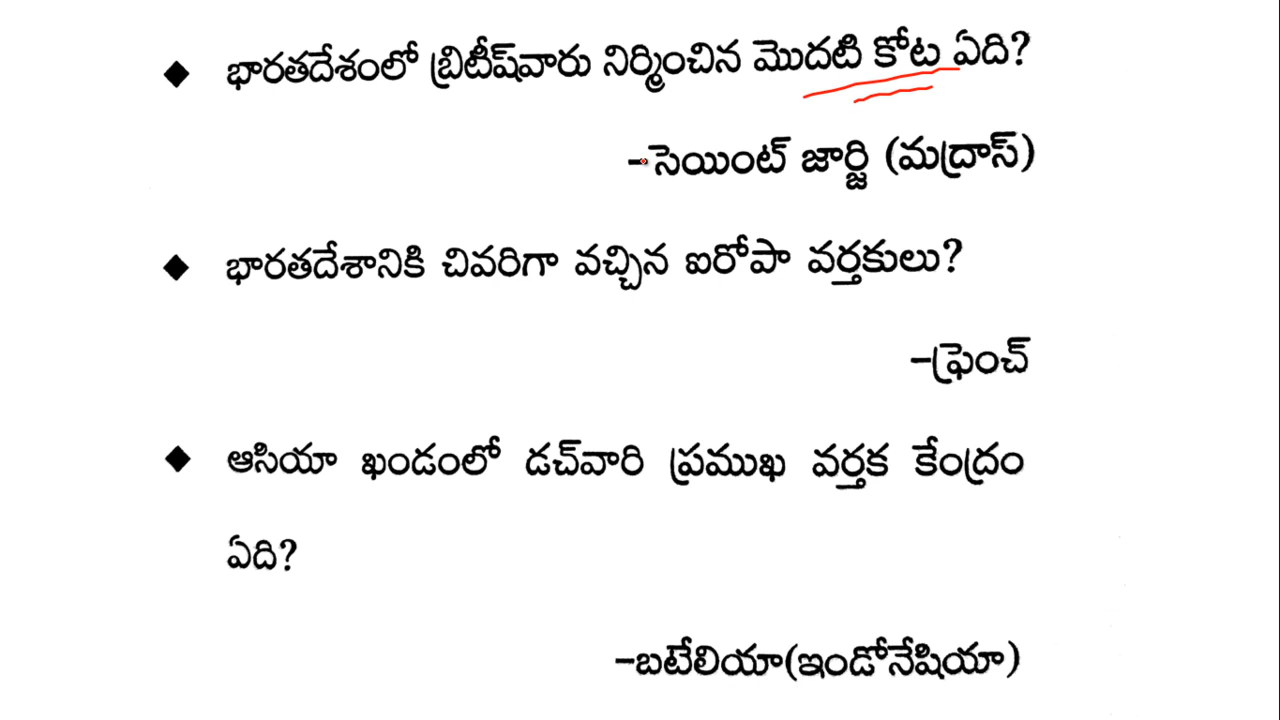 ◆ భారతదేశంలో బ్రిటీష్‌వారు నిర్మించిన మొదటి కోట ఏది?
-సెయింట్ జార్జి (మద్రాస్)
◆ భారతదేశానికి చివరిగా వచ్చిన ఐరోపా వర్తకులు?
-ఫ్రెంచ్
◆ ఆసియా ఖండంలో డచ్‌వారి ప్రముఖ వర్తక కేంద్రం
ఏది?
-బటేలియా(ఇండోనేషియా)